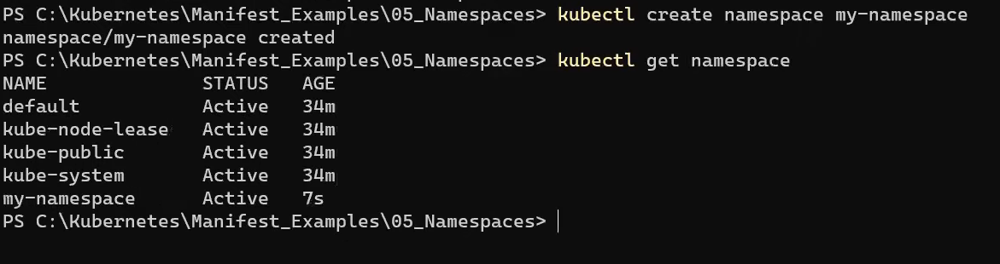 PS C:\Kubernetes\Manifest_Examples\05_Namespaces> kubectl create namespace my-namespace
namespace/my-namespace created
PS C:\Kubernetes\Manifest_Examples\05_Namespaces> kubectl get namespace
NAME              STATUS   AGE
default           Active   34m
kube-node-lease   Active   34m
kube-public       Active   34m
kube-system       Active   34m
my-namespace      Active   7s
PS C:\Kubernetes\Manifest_Examples\05_Namespaces>